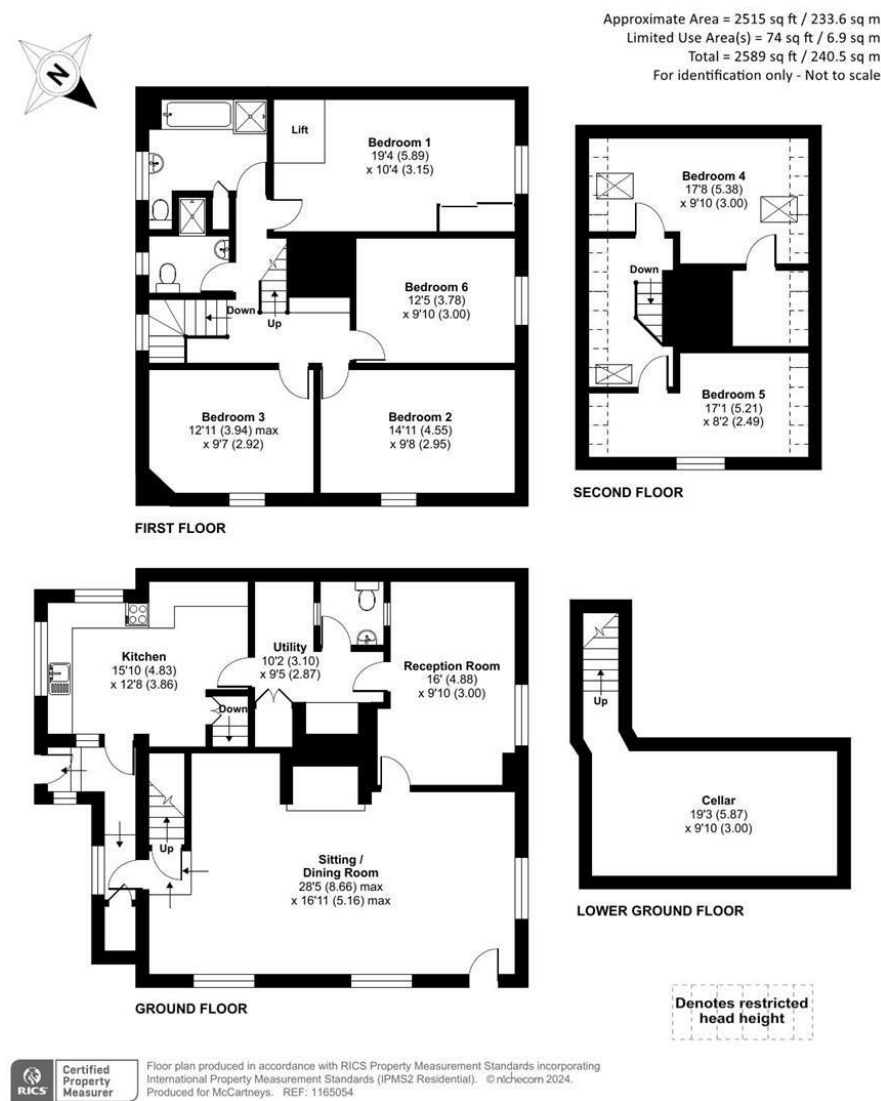 Approximate Area = 2515 sq ft / 233.6 sq m
Limited Use Area(s) = 74 sq ft / 6.9 sq m
Total = 2589 sq ft / 240.5 sq m
For identification only - Not to scale
N
Lift
Bedroom 1
19'4 (5.89)
x 10'4 (3.15)
Bedroom 6
12'5 (3.78)
x 9'10 (3.00)
Down
Up
Bedroom 3
12'11 (3.94) max
x 9'7 (2.92)
Bedroom 2
14'11 (4.55)
x 9'8 (2.95)
FIRST FLOOR
Bedroom 4
17'8 (5.38)
x 9'10 (3.00)
Down
Bedroom 5
17'1 (5.21)
x 8'2 (2.49)
SECOND FLOOR
Kitchen
15'10 (4.83)
x 12'8 (3.86)
Utility
10'2 (3.10)
x 9'5 (2.87)
Reception Room
16' (4.88)
x 9'10 (3.00)
Down
Up
Sitting /
Dining Room
28'5 (8.66) max
x 16'11 (5.16) max
GROUND FLOOR
Up
Cellar
19'3 (5.87)
x 9'10 (3.00)
LOWER GROUND FLOOR
Denotes restricted
head height
RICS
Certified
Property
Measurer
Floor plan produced in accordance with RICS Property Measurement Standards incorporating
International Property Measurement Standards (IPMS2 Residential). © nichecom 2024.
Produced for McCartneys. REF: 1165054